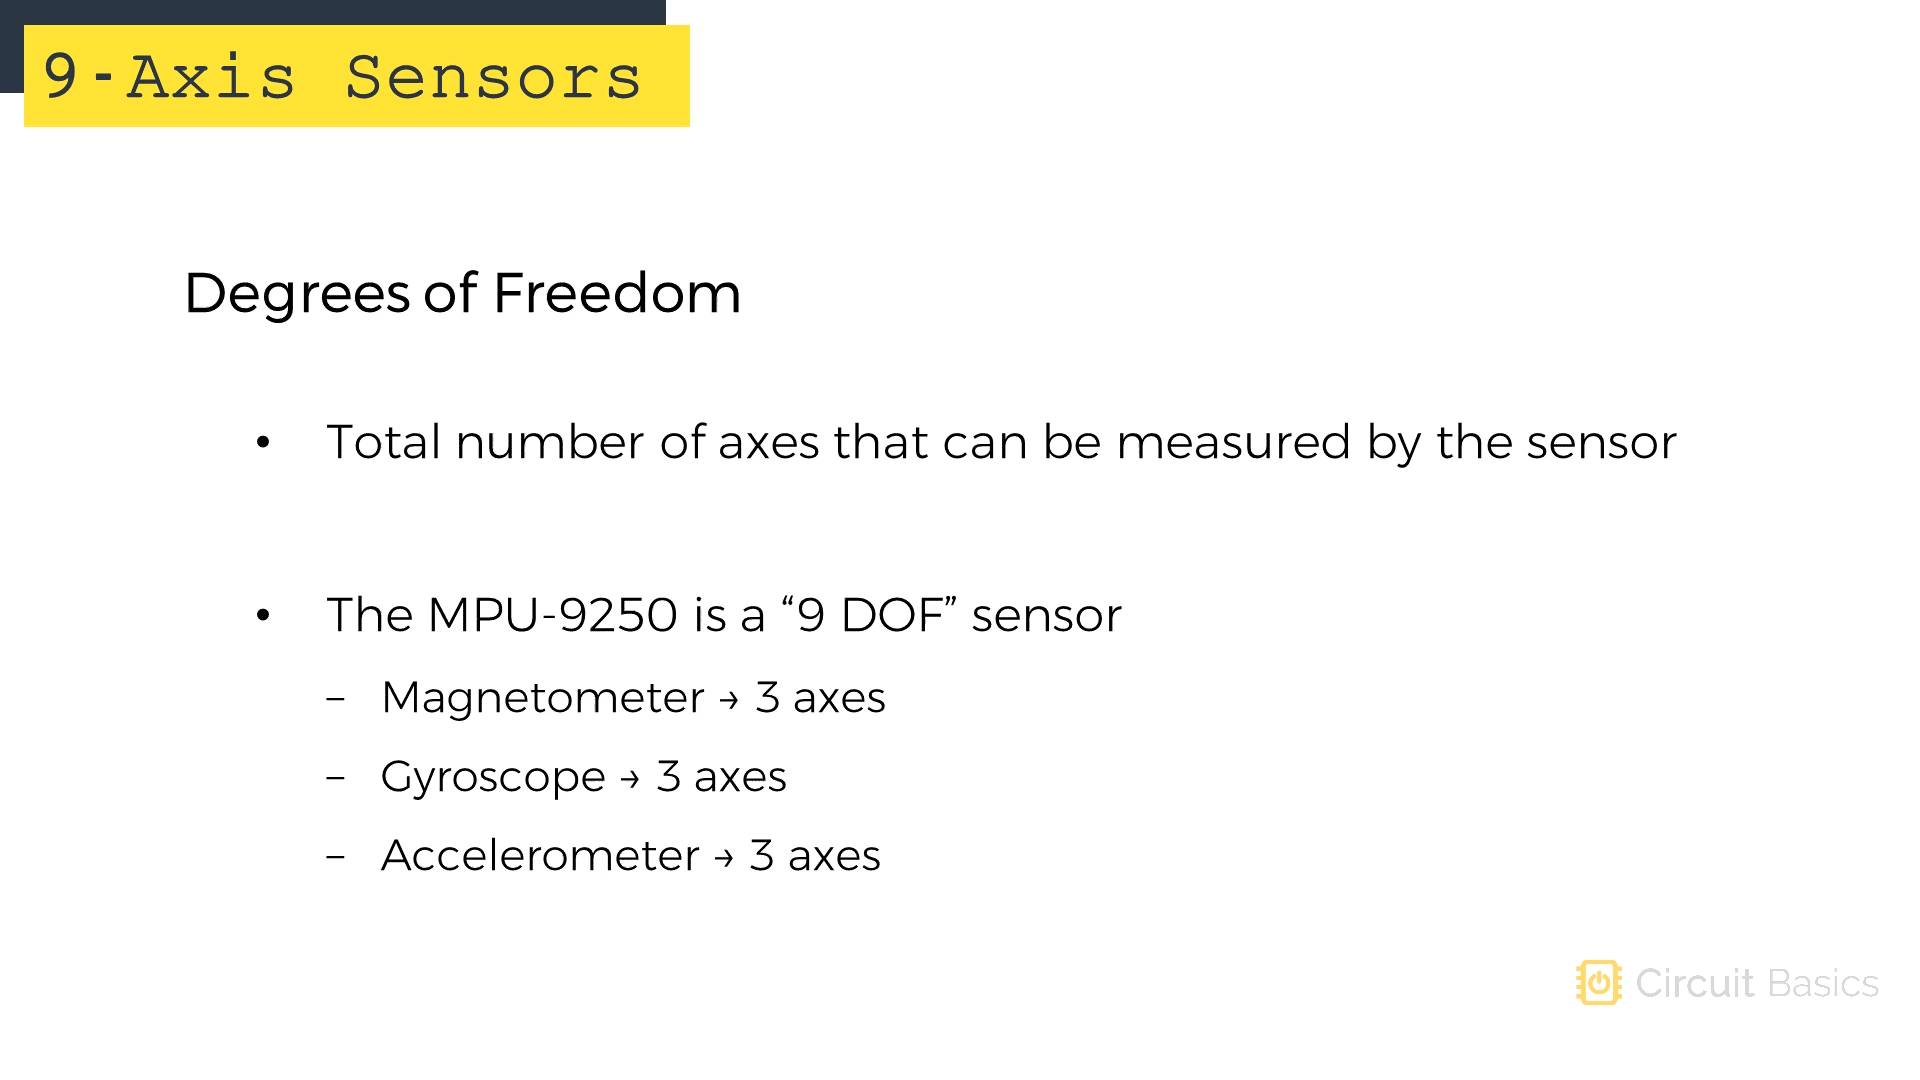 9-Axis Sensors
Degrees of Freedom
• Total number of axes that can be measured by the sensor
• The MPU-9250 is a “9 DOF” sensor
– Magnetometer → 3 axes
– Gyroscope → 3 axes
– Accelerometer → 3 axes
Circuit Basics